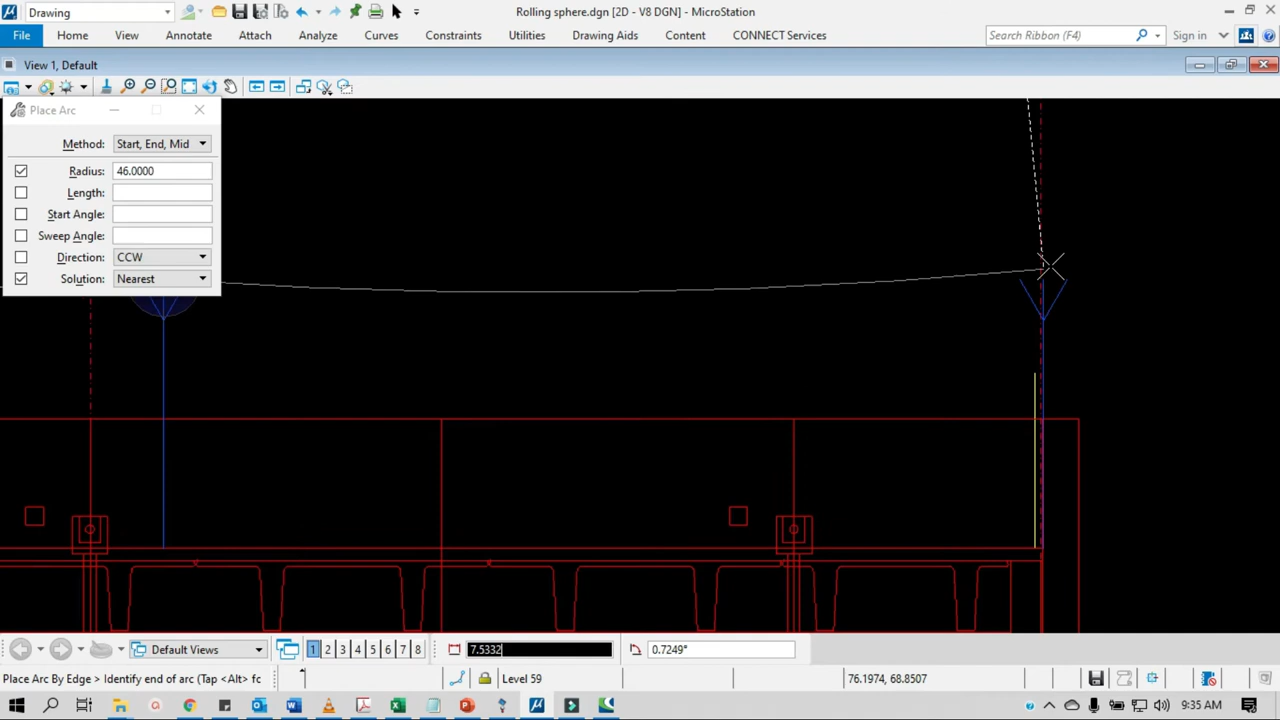 Drawing
Rolling sphere.dgn [2D - V8 DGN] - MicroStation
File Home View Annotate Attach Analyze Curves Constraints Utilities Drawing Aids Content CONNECT Services Search Ribbon (F4) Sign in
View 1, Default
Place Arc
Method: Start, End, Mid
Radius: 46.0000
Length:
Start Angle:
Sweep Angle:
Direction: CCW
Solution: Nearest
Default Views 1 2 3 4 5 6 7 8 7.5332 0.7249°
Place Arc By Edge > Identify end of arc (Tap <Alt> fc Level 59 76.1974, 68.8507
9:35 AM